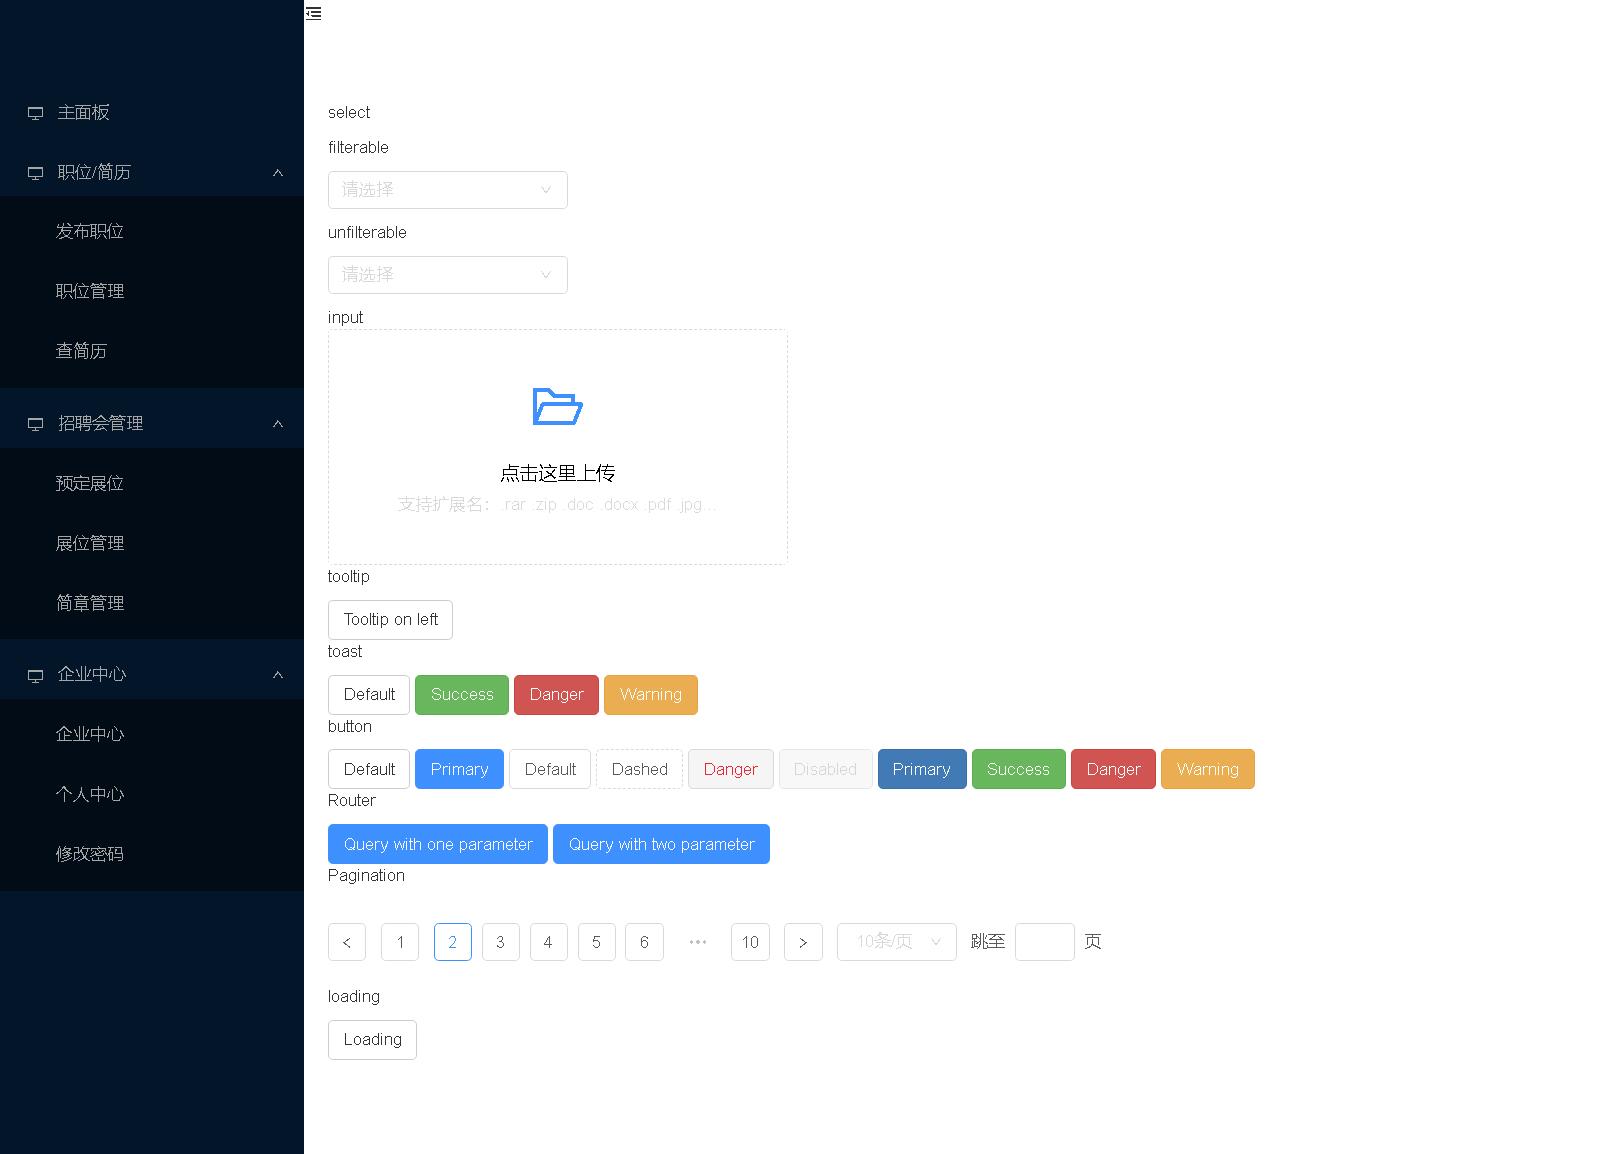 主面板
职位/简历
发布职位
职位管理
查简历
招聘会管理
预定展位
展位管理
简章管理
企业中心
企业中心
个人中心
修改密码
select
filterable
请选择
unfilterable
请选择
input
点击这里上传
支持扩展名：.rar .zip .doc .docx .pdf .jpg...
tooltip
Tooltip on left
toast
Default Success Danger Warning
button
Default Primary Default Dashed Danger Disabled Primary Success Danger Warning
Router
Query with one parameter Query with two parameter
Pagination
< 1 2 3 4 5 6 ••• 10 > 10条/页 跳至 页
loading
Loading